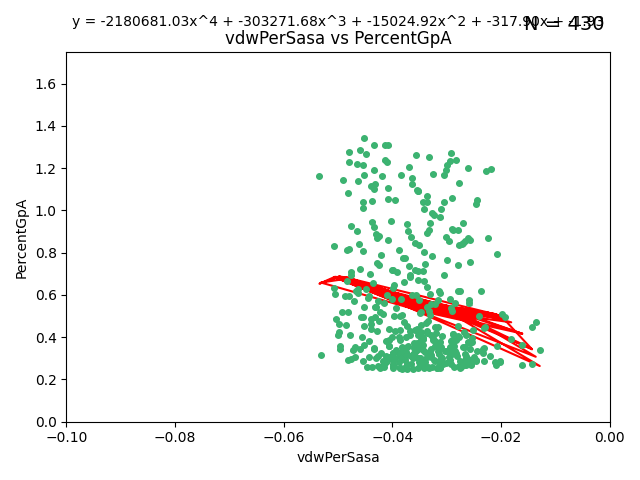 y = -2180681.03x^4 + -303271.68x^3 + -15024.92x^2 + -317.90x +
N = 430
vdwPerSasa vs PercentGpA
PercentGpA
1.6
1.4
1.2
1.0
0.8
0.6
0.4
0.2
0.0
−0.10 −0.08 −0.06 −0.04 −0.02 0.00
vdwPerSasa